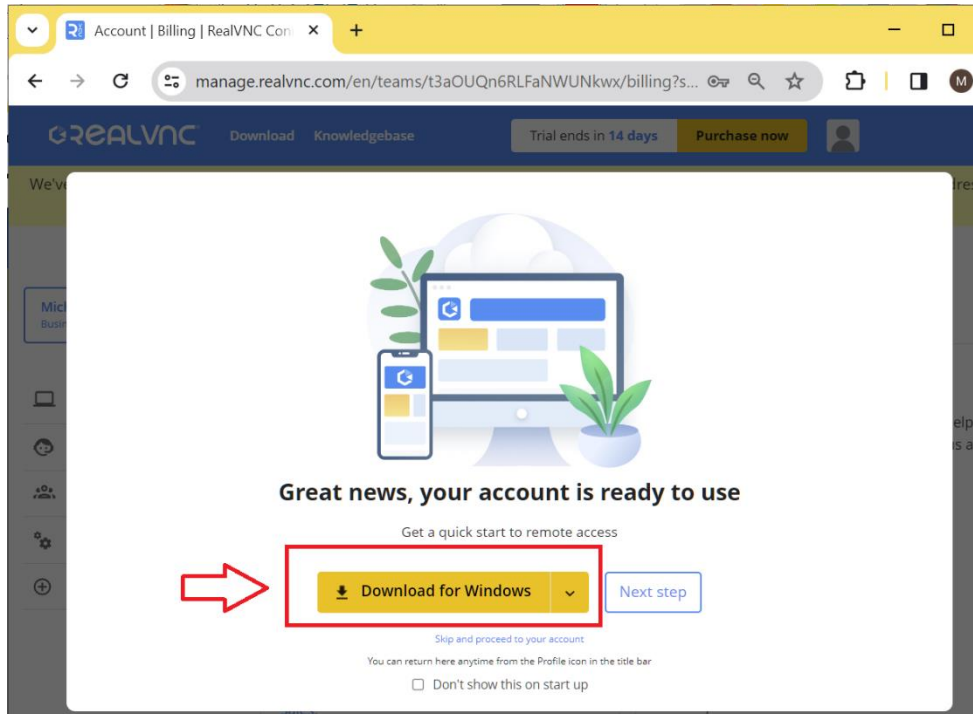 Account | Billing | RealVNC Con
manage.realvnc.com/en/teams/t3aOUQn6RLFaNWUNkwx/billing?s...
M
REALVNC Download Knowledgebase Trial ends in 14 days Purchase now
We've
Great news, your account is ready to use
Get a quick start to remote access
Download for Windows Next step
Skip and proceed to your account
You can return here anytime from the Profile icon in the title bar
Don't show this on start up